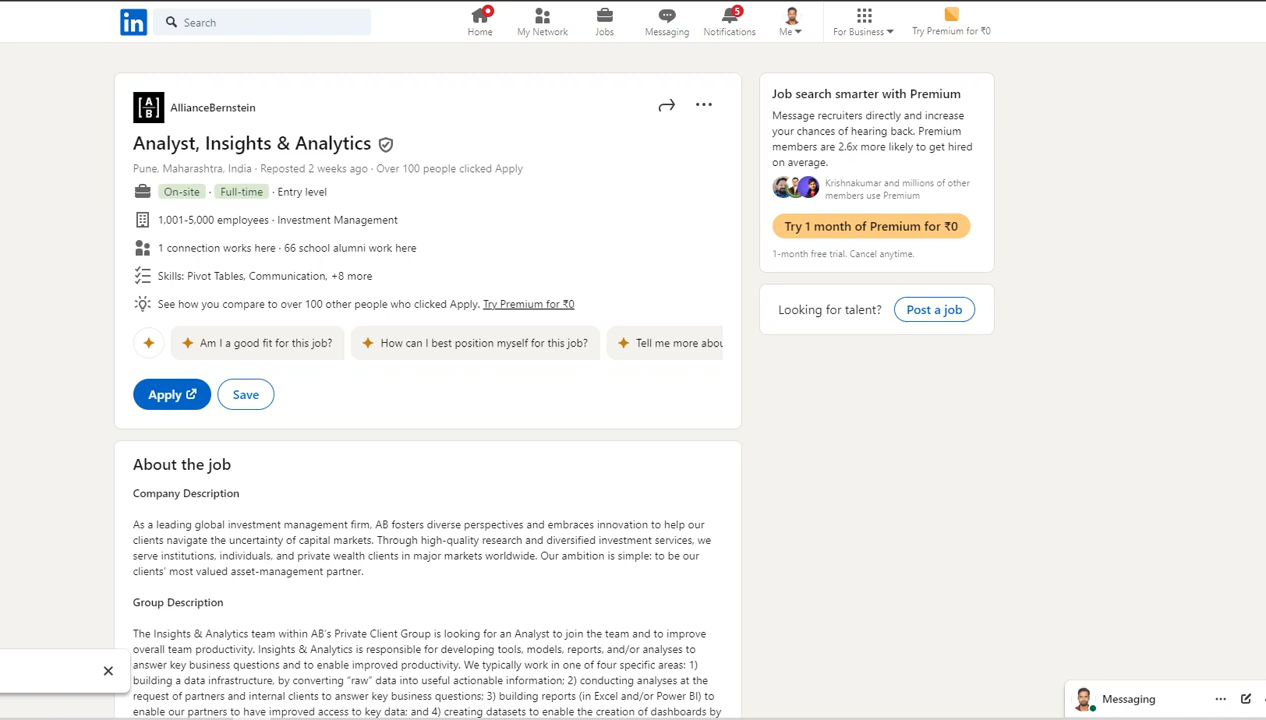 in
Search
Home
My Network
Jobs
Messaging
5
Notifications
Me
For Business
Try Premium for ₹0
[A B]
AllianceBernstein
Analyst, Insights & Analytics
Pune, Maharashtra, India · Reposted 2 weeks ago · Over 100 people clicked Apply
On-site · Full-time · Entry level
1,001-5,000 employees · Investment Management
1 connection works here · 66 school alumni work here
Skills: Pivot Tables, Communication, +8 more
See how you compare to over 100 other people who clicked Apply. Try Premium for ₹0
Am I a good fit for this job?
How can I best position myself for this job?
Tell me more abou
Apply
Save
Job search smarter with Premium
Message recruiters directly and increase
your chances of hearing back. Premium
members are 2.6x more likely to get hired
on average.
Krishnakumar and millions of other
members use Premium
Try 1 month of Premium for ₹0
1-month free trial. Cancel anytime.
Looking for talent?
Post a job
About the job
Company Description
As a leading global investment management firm, AB fosters diverse perspectives and embraces innovation to help our
clients navigate the uncertainty of capital markets. Through high-quality research and diversified investment services, we
serve institutions, individuals, and private wealth clients in major markets worldwide. Our ambition is simple: to be our
clients' most valued asset-management partner.
Group Description
The Insights & Analytics team within AB's Private Client Group is looking for an Analyst to join the team and to improve
overall team productivity. Insights & Analytics is responsible for developing tools, models, reports, and/or analyses to
answer key business questions and to enable improved productivity. We typically work in one of four specific areas: 1)
building a data infrastructure, by converting "raw" data into useful actionable information; 2) conducting analyses at the
request of partners and internal clients to answer key business questions; 3) building reports (in Excel and/or Power BI) to
enable our partners to have improved access to key data; and 4) creating datasets to enable the creation of dashboards by
Messaging